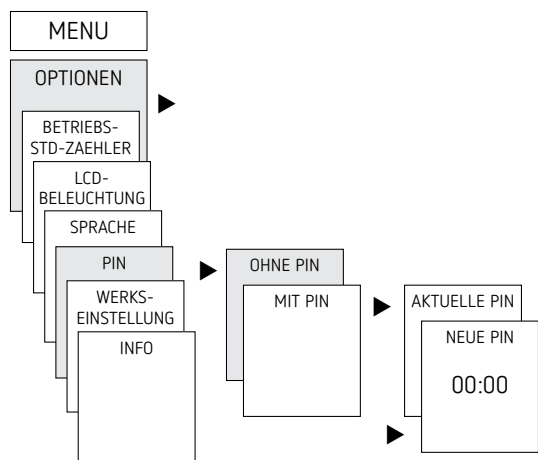 MENU
OPTIONEN
BETRIEBS-
STD-ZAEHLER
LCD-
BELEUCHTUNG
SPRACHE
PIN
WERKS-
EINSTELLUNG
INFO
OHNE PIN
MIT PIN
AKTUELLE PIN
NEUE PIN
00:00